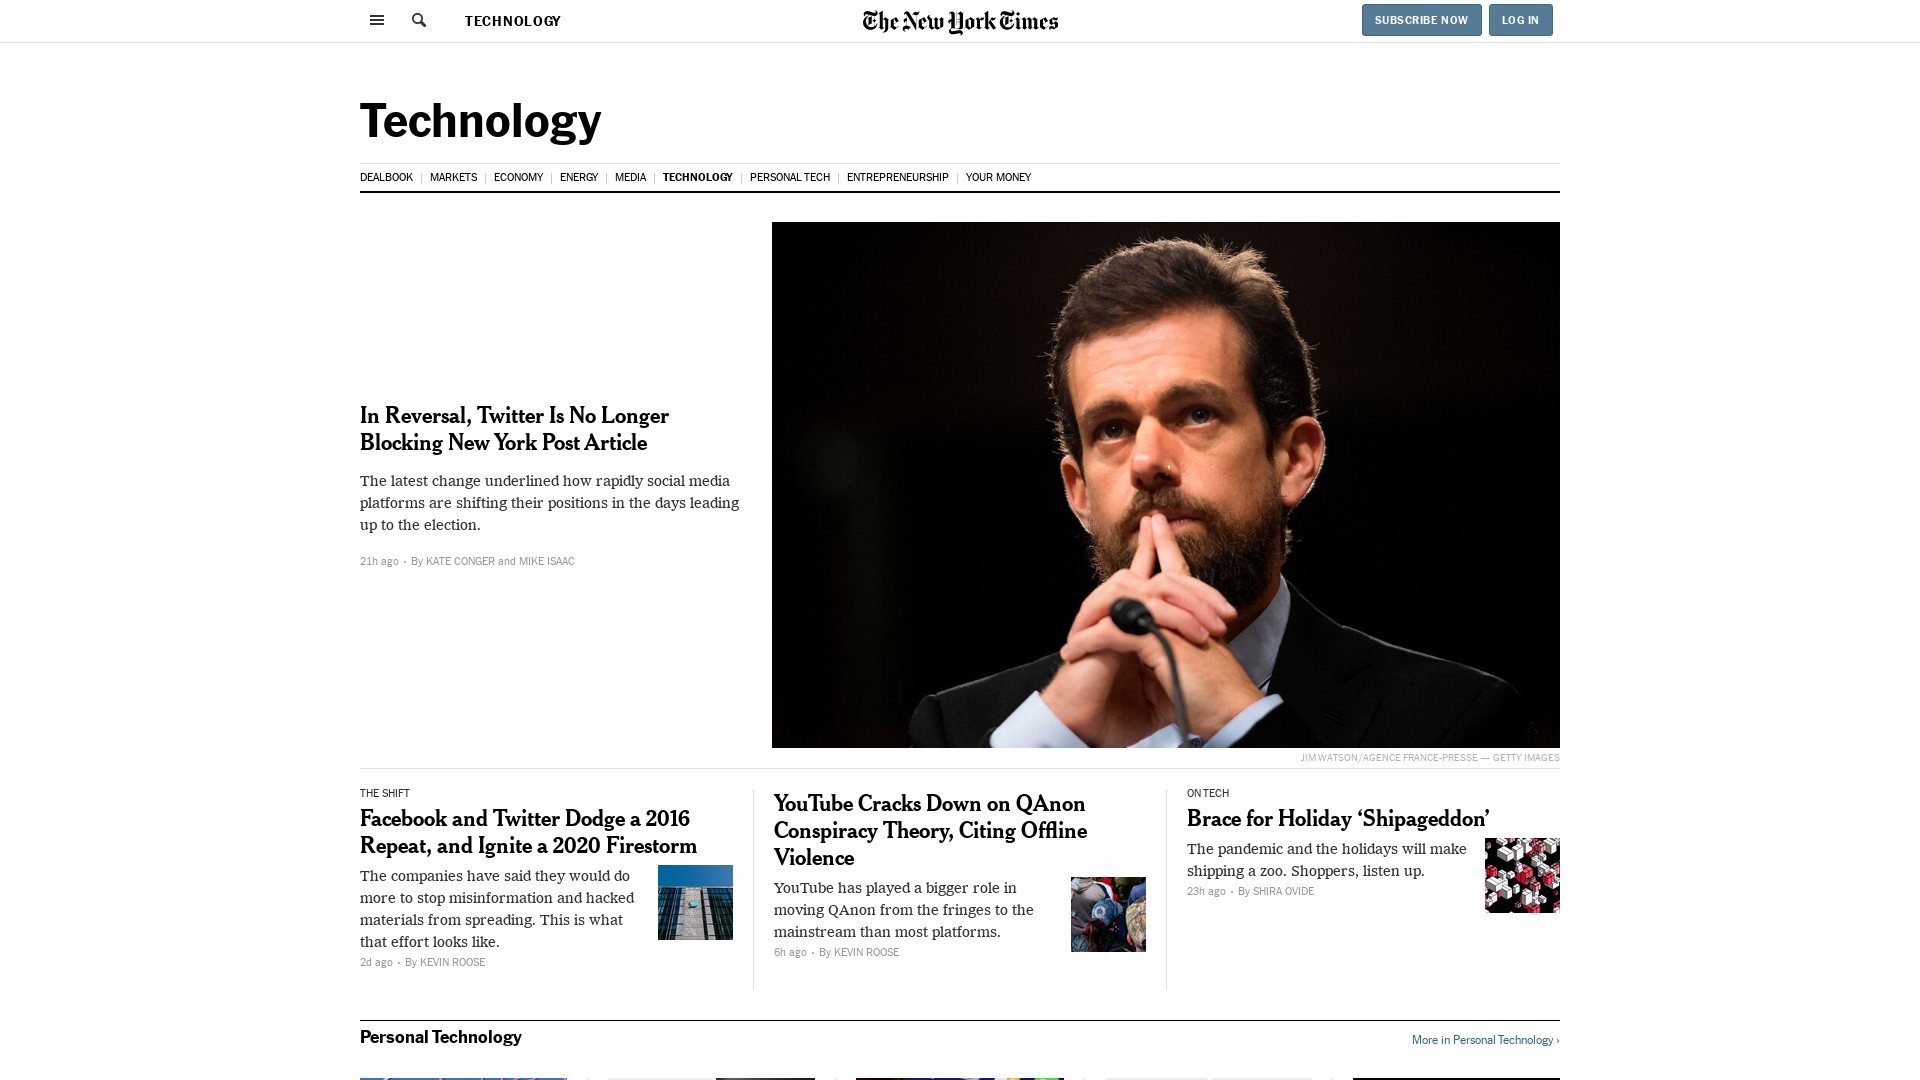 TECHNOLOGY
The New York Times
SUBSCRIBE NOW
LOG IN
Technology
DEALBOOK
MARKETS
ECONOMY
ENERGY
MEDIA
TECHNOLOGY
PERSONAL TECH
ENTREPRENEURSHIP
YOUR MONEY
In Reversal, Twitter Is No Longer
Blocking New York Post Article
The latest change underlined how rapidly social media
platforms are shifting their positions in the days leading
up to the election.
21h ago • By KATE CONGER and MIKE ISAAC
JIM WATSON/AGENCE FRANCE-PRESSE — GETTY IMAGES
THE SHIFT
Facebook and Twitter Dodge a 2016
Repeat, and Ignite a 2020 Firestorm
The companies have said they would do
more to stop misinformation and hacked
materials from spreading. This is what
that effort looks like.
2d ago • By KEVIN ROOSE
YouTube Cracks Down on QAnon
Conspiracy Theory, Citing Offline
Violence
YouTube has played a bigger role in
moving QAnon from the fringes to the
mainstream than most platforms.
6h ago • By KEVIN ROOSE
ON TECH
Brace for Holiday ‘Shipageddon’
The pandemic and the holidays will make
shipping a zoo. Shoppers, listen up.
23h ago • By SHIRA OVIDE
Personal Technology
More in Personal Technology ›